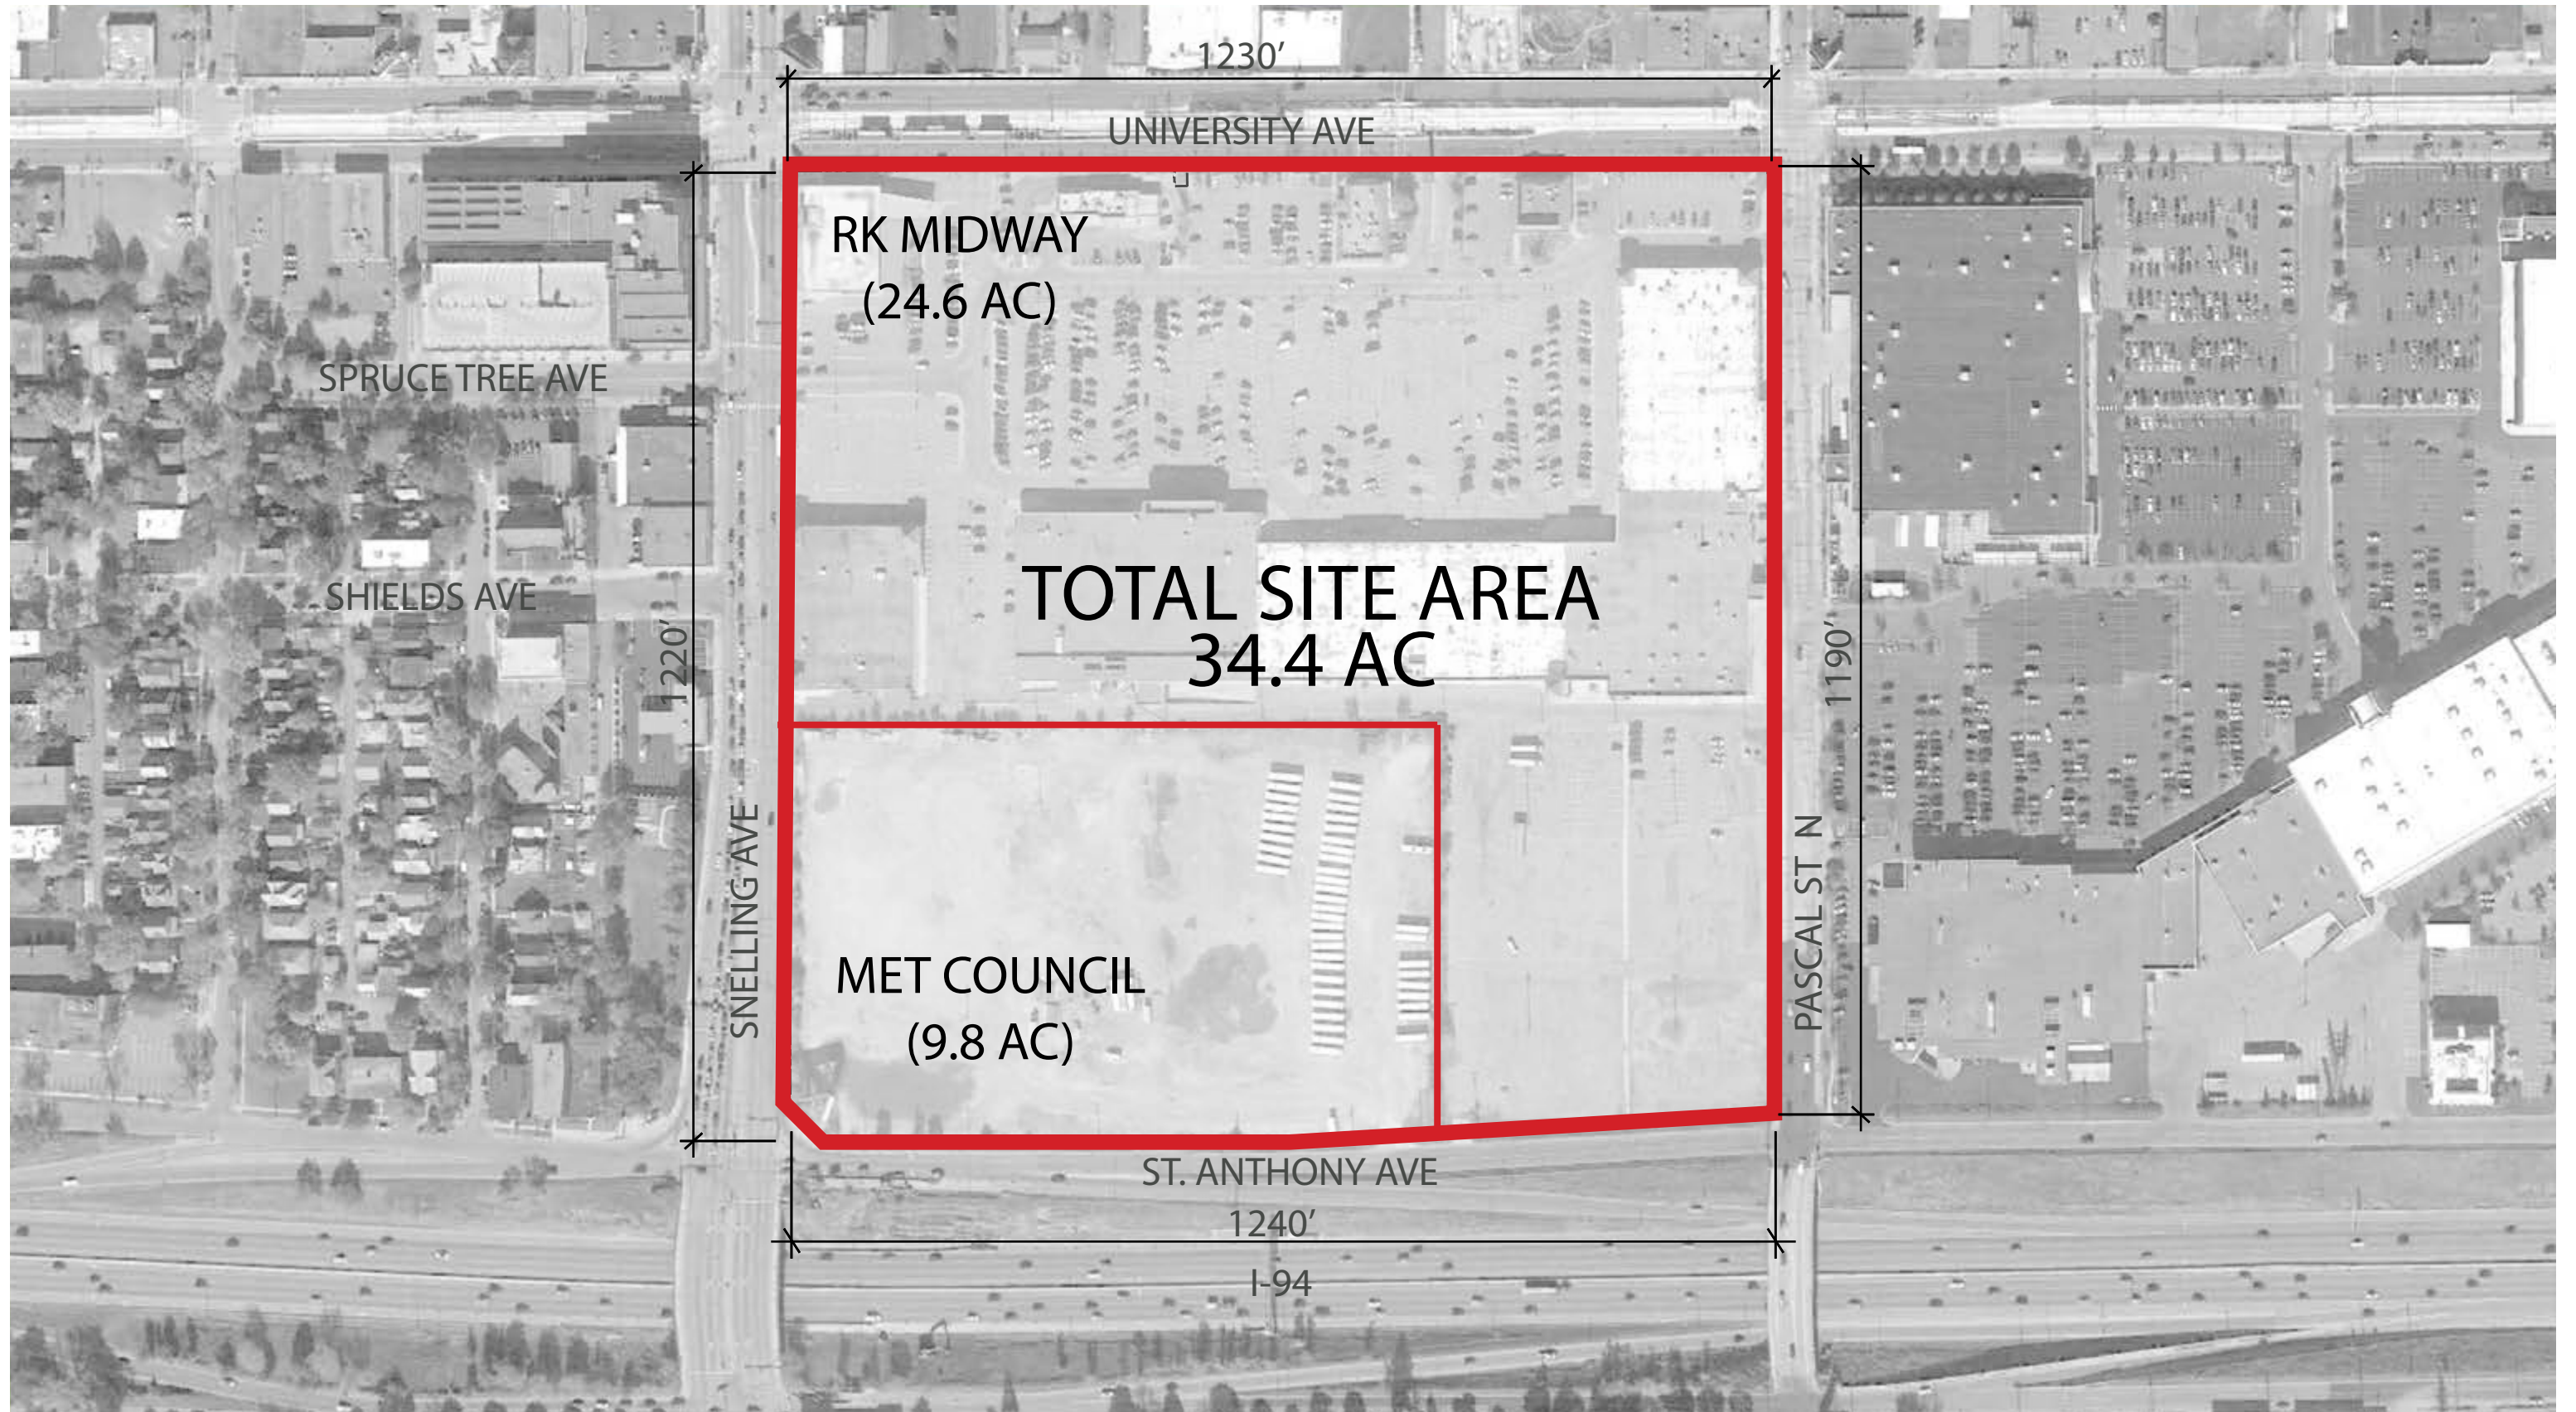 1230’
UNIVERSITY AVE
RK MIDWAY
(24.6 AC)
SPRUCE TREE AVE
TOTAL SITE AREA
34.4 AC
SHIELDS AVE
1220’
1190’
SNELLING AVE
PASCAL ST N
MET COUNCIL
(9.8 AC)
ST. ANTHONY AVE
1240’
I-94